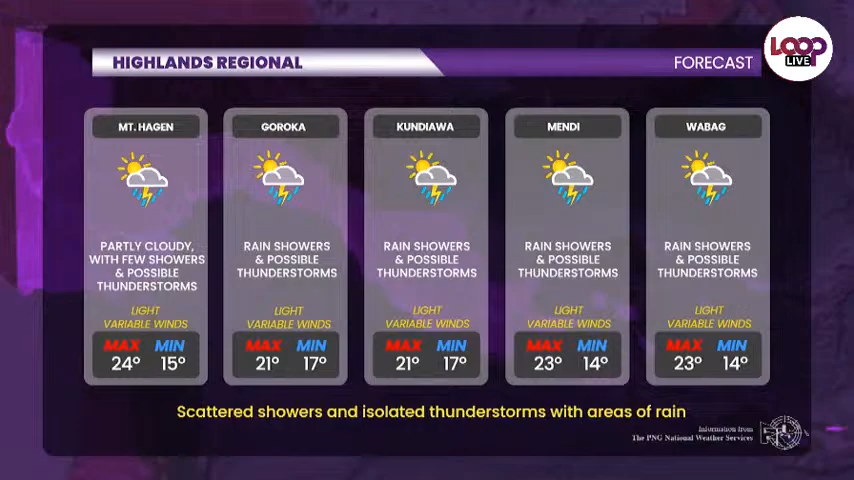 HIGHLANDS REGIONAL
FORECAST
LOOP
LIVE
MT. HAGEN
GOROKA
KUNDIAWA
MENDI
WABAG
PARTLY CLOUDY,
WITH FEW SHOWERS
& POSSIBLE
THUNDERSTORMS
RAIN SHOWERS
& POSSIBLE
THUNDERSTORMS
RAIN SHOWERS
& POSSIBLE
THUNDERSTORMS
RAIN SHOWERS
& POSSIBLE
THUNDERSTORMS
RAIN SHOWERS
& POSSIBLE
THUNDERSTORMS
LIGHT
VARIABLE WINDS
LIGHT
VARIABLE WINDS
LIGHT
VARIABLE WINDS
LIGHT
VARIABLE WINDS
LIGHT
VARIABLE WINDS
MAX MIN
24° 15°
MAX MIN
21° 17°
MAX MIN
21° 17°
MAX MIN
23° 14°
MAX MIN
23° 14°
Scattered showers and isolated thunderstorms with areas of rain
Information from
The PNG National Weather Services